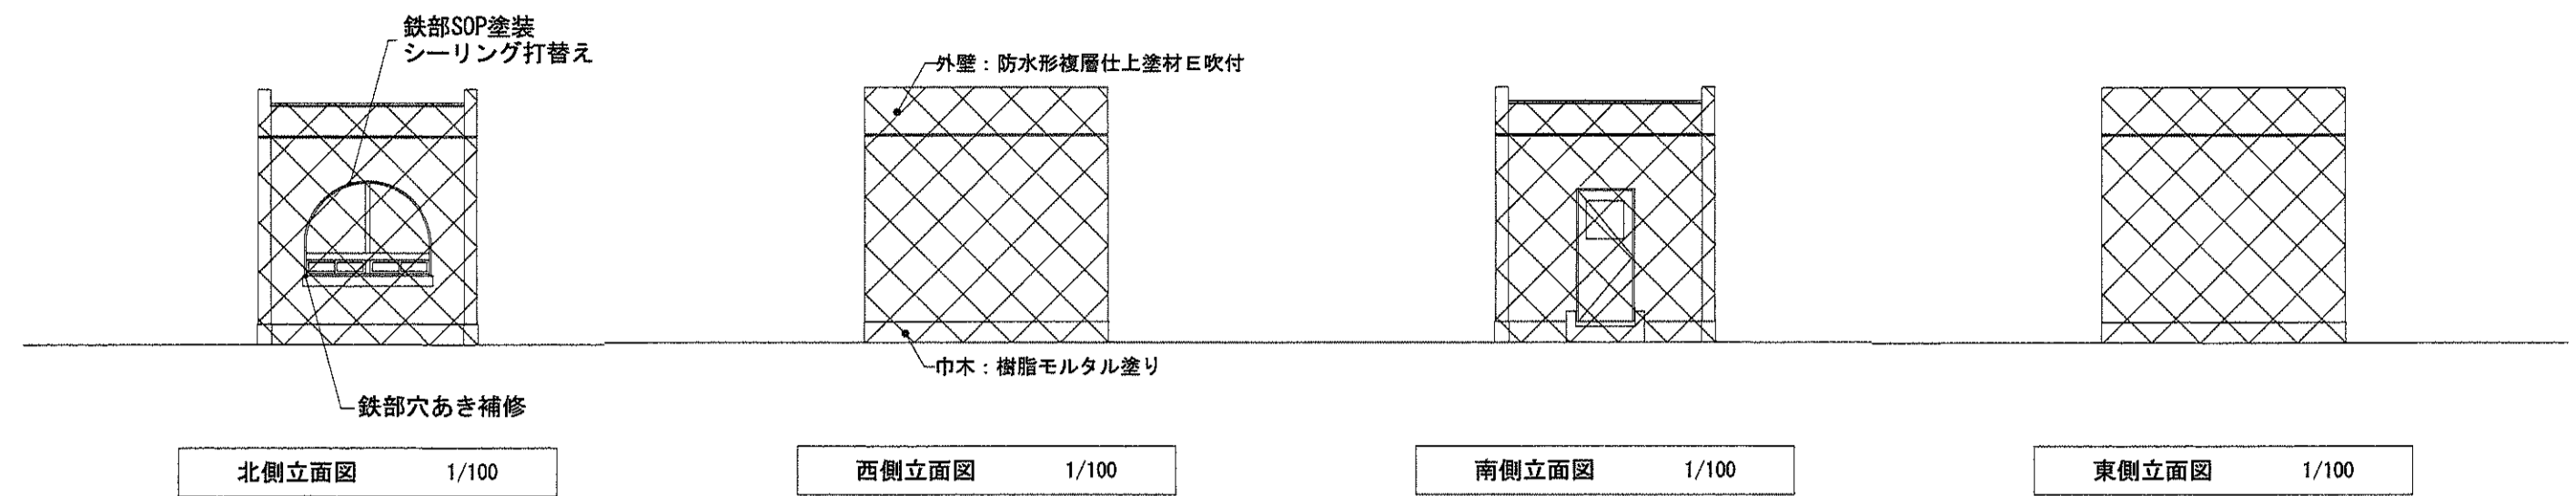 鉄部SOP塗装
シーリング打替え
外壁：防水形複層仕上塗材E吹付
巾木：樹脂モルタル塗り
鉄部穴あき補修
北側立面図 1/100
西側立面図 1/100
南側立面図 1/100
東側立面図 1/100